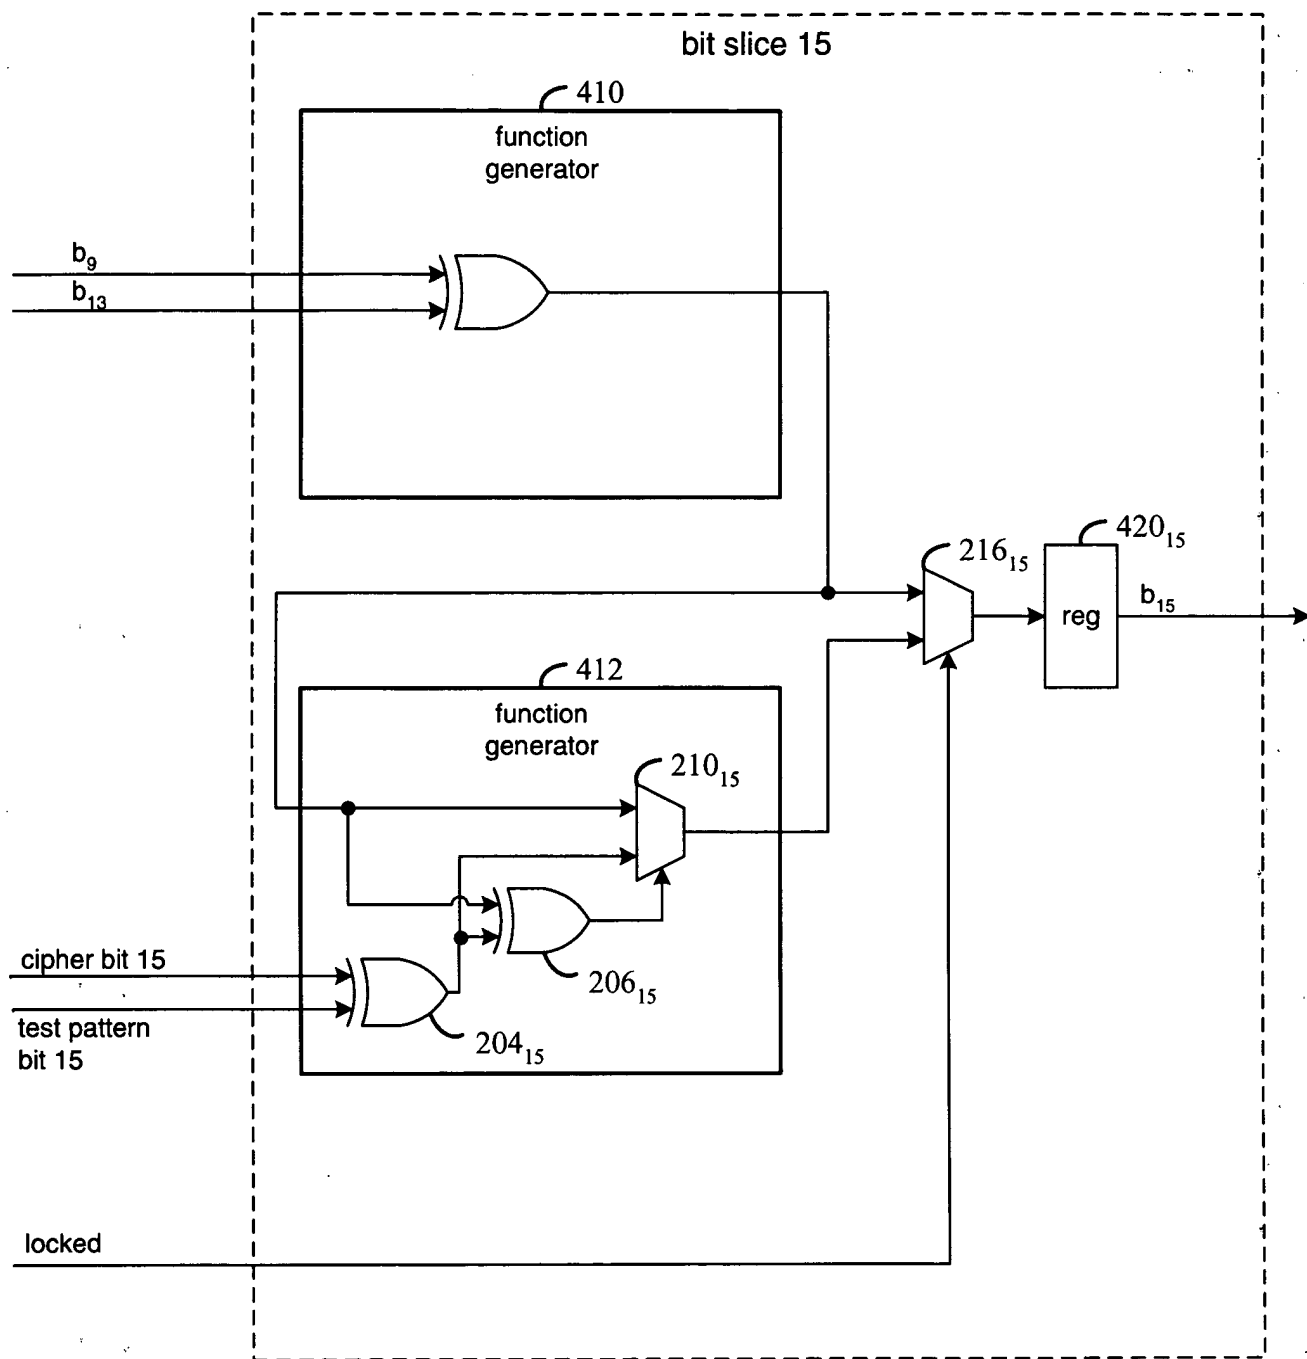 bit slice 15
410
function
generator
b9
b13
21615
42015
b15
reg
412
function
generator
21015
cipher bit 15
20615
test pattern
bit 15
20415
locked